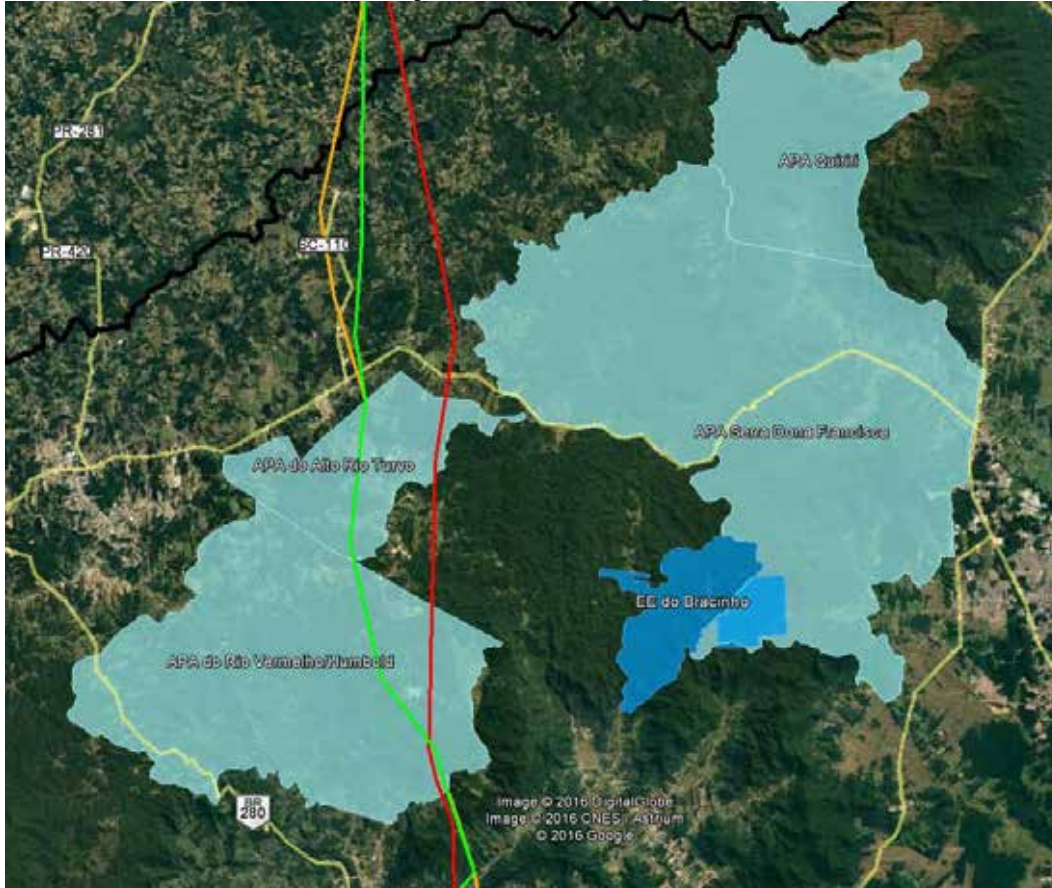 PR-281
APA Quiriri
SC-110
PR-420
APA Serra Dona Francisca
APA do Alto Rio Turvo
EE do Bracinho
APA do Rio Vermelho/Humbold
BR
280
Image © 2016 DigitalGlobe
Image © 2016 CNES / Astrium
© 2016 Google